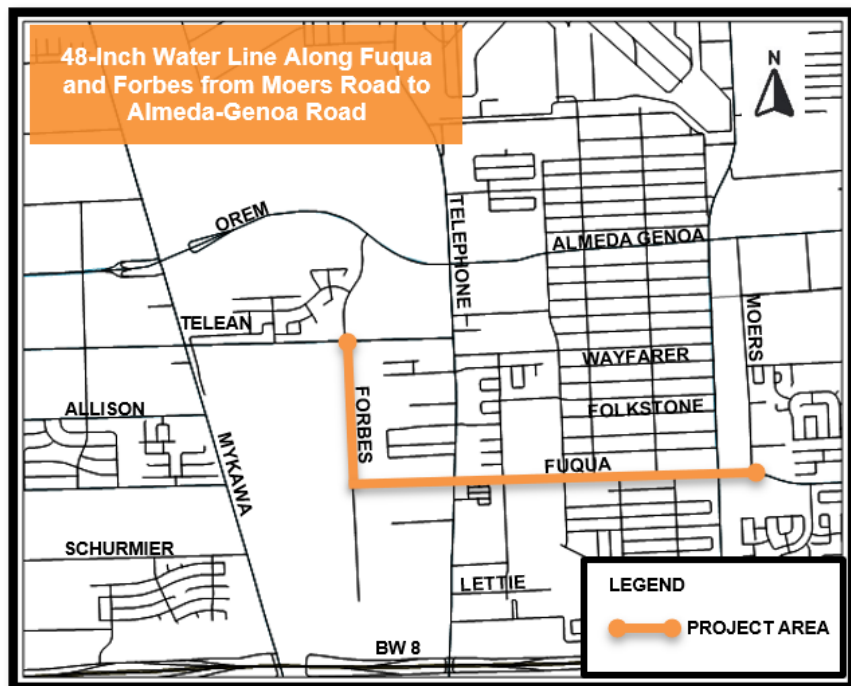 48-Inch Water Line Along Fuqua
and Forbes from Moers Road to
Almeda-Genoa Road
N
OREM
TELEPHONE
ALMEDA GENOA
MOERS
TELEAN
WAYFARER
FORBES
ALLISON
FOLKSTONE
MYKAWA
FUQUA
SCHURMIER
LETTIE
BW 8
LEGEND
PROJECT AREA